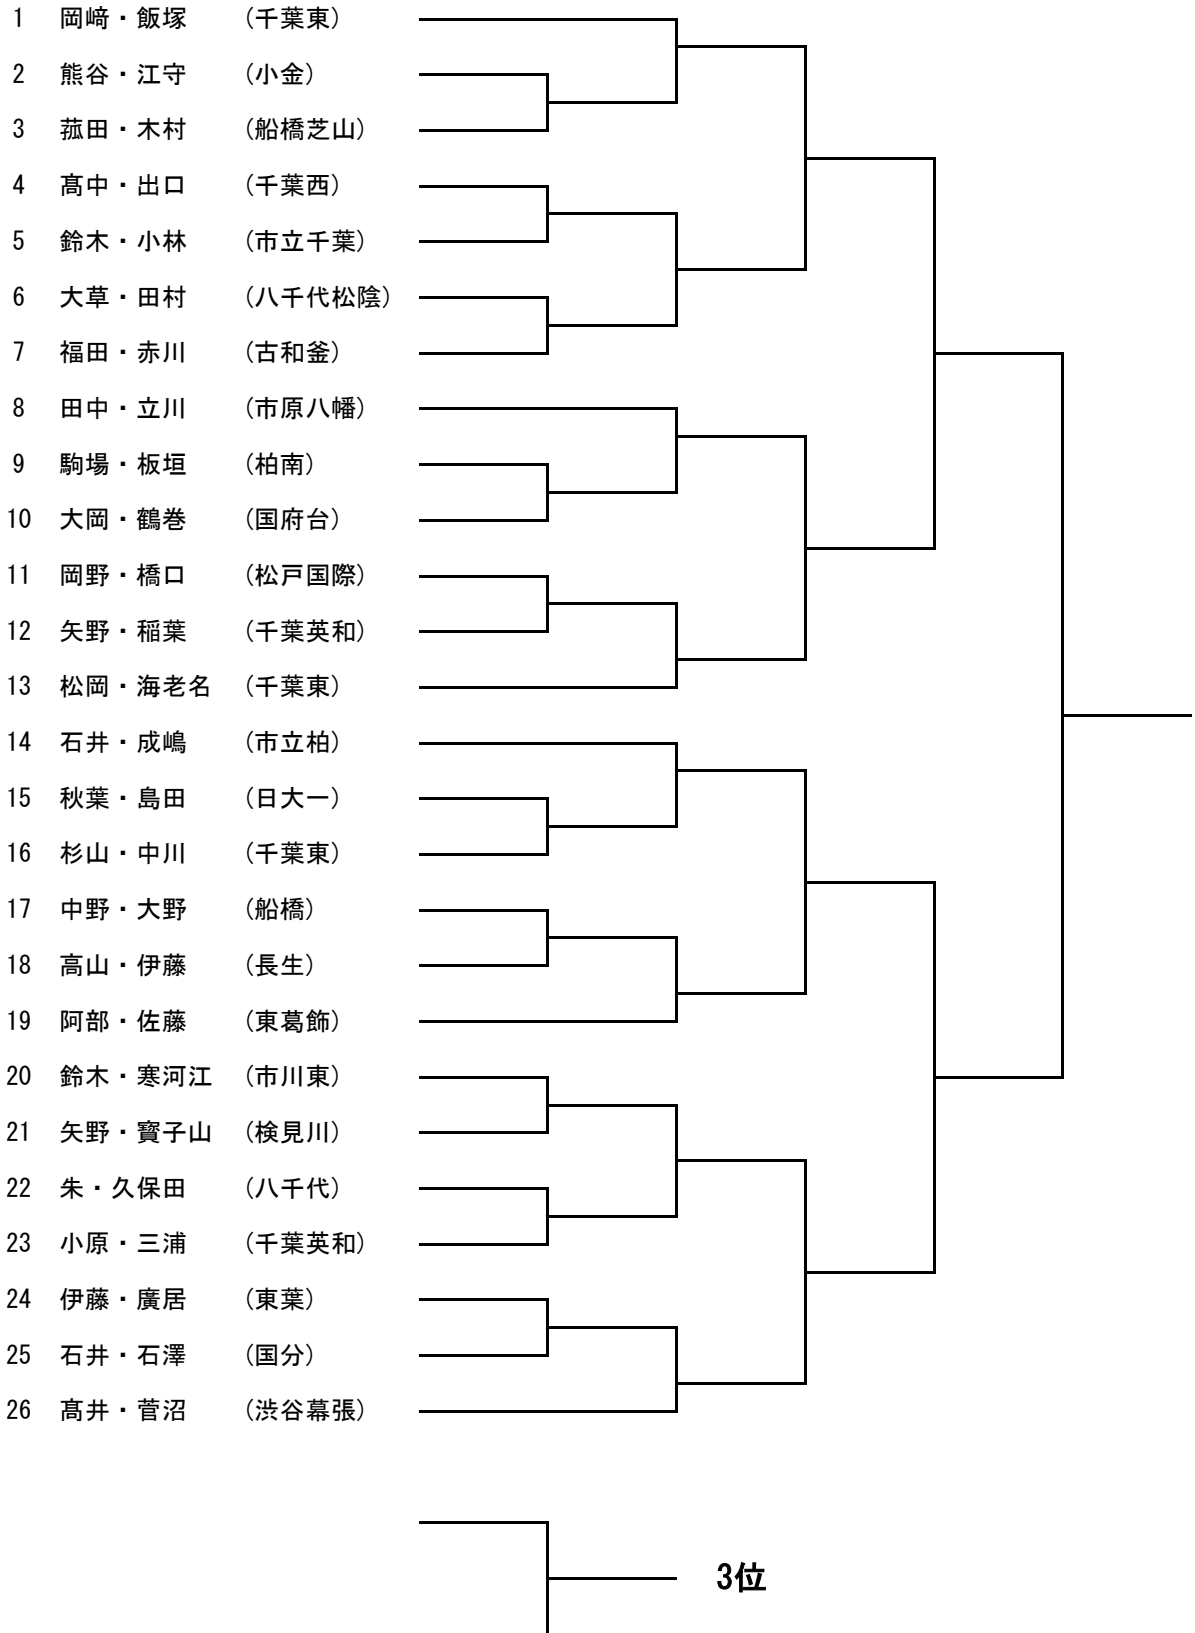 1 岡﨑・飯塚 (千葉東)
2 熊谷・江守 (小金)
3 菰田・木村 (船橋芝山)
4 髙中・出口 (千葉西)
5 鈴木・小林 (市立千葉)
6 大草・田村 (八千代松陰)
7 福田・赤川 (古和釜)
8 田中・立川 (市原八幡)
9 駒場・板垣 (柏南)
10 大岡・鶴巻 (国府台)
11 岡野・橋口 (松戸国際)
12 矢野・稲葉 (千葉英和)
13 松岡・海老名 (千葉東)
14 石井・成嶋 (市立柏)
15 秋葉・島田 (日大一)
16 杉山・中川 (千葉東)
17 中野・大野 (船橋)
18 高山・伊藤 (長生)
19 阿部・佐藤 (東葛飾)
20 鈴木・寒河江 (市川東)
21 矢野・寳子山 (検見川)
22 朱・久保田 (八千代)
23 小原・三浦 (千葉英和)
24 伊藤・廣居 (東葉)
25 石井・石澤 (国分)
26 髙井・菅沼 (渋谷幕張)
3位